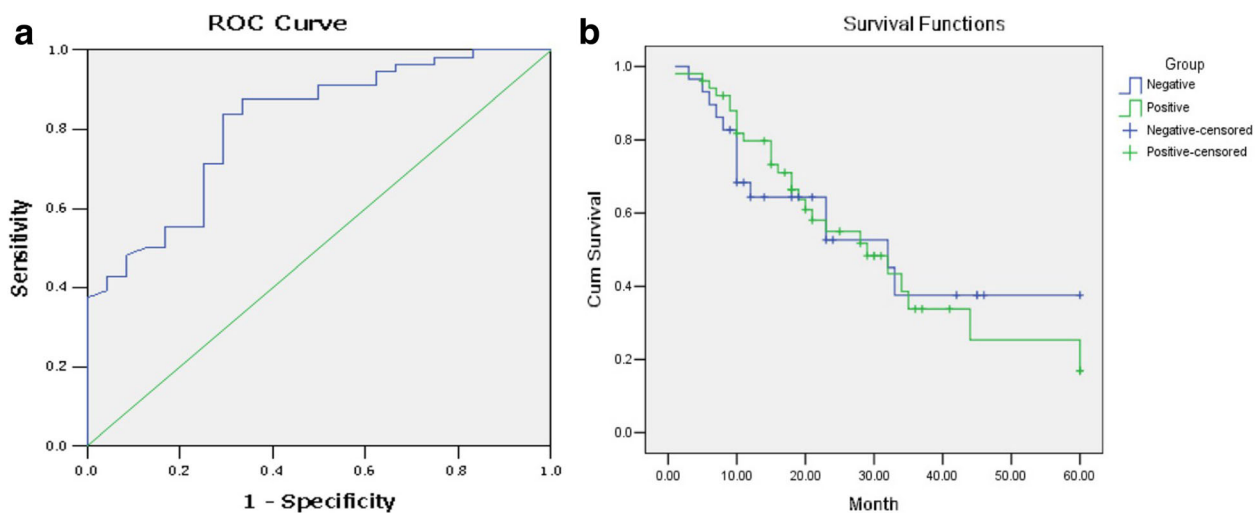 a
ROC Curve
1.0
0.8
0.6
0.4
0.2
0.0
Sensitivity
0.0 0.2 0.4 0.6 0.8 1.0
1 - Specificity
b
Survival Functions
1.0
0.8
0.6
0.4
0.2
0.0
Cum Survival
0.00 10.00 20.00 30.00 40.00 50.00 60.00
Month
Group
Negative
Positive
Negative-censored
Positive-censored